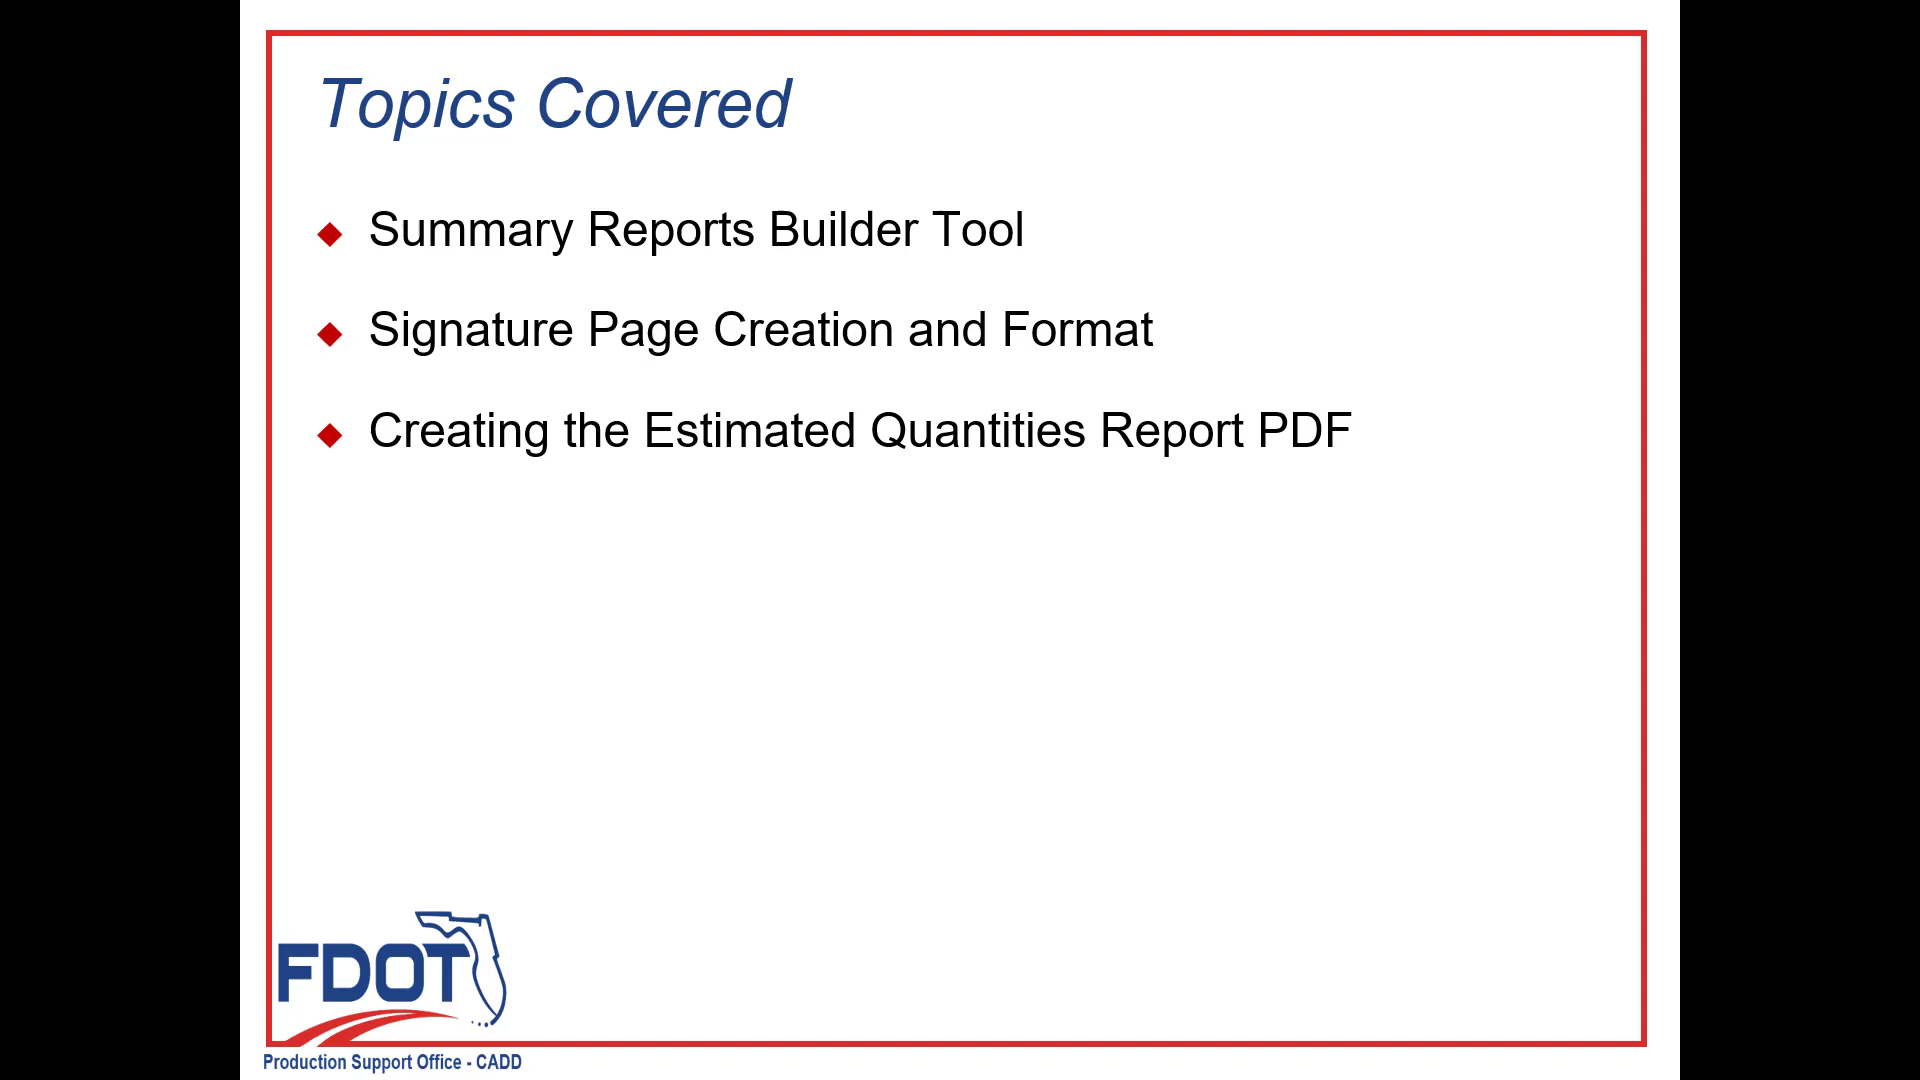 Topics Covered
Summary Reports Builder Tool
Signature Page Creation and Format
Creating the Estimated Quantities Report PDF
FDOT
Production Support Office - CADD